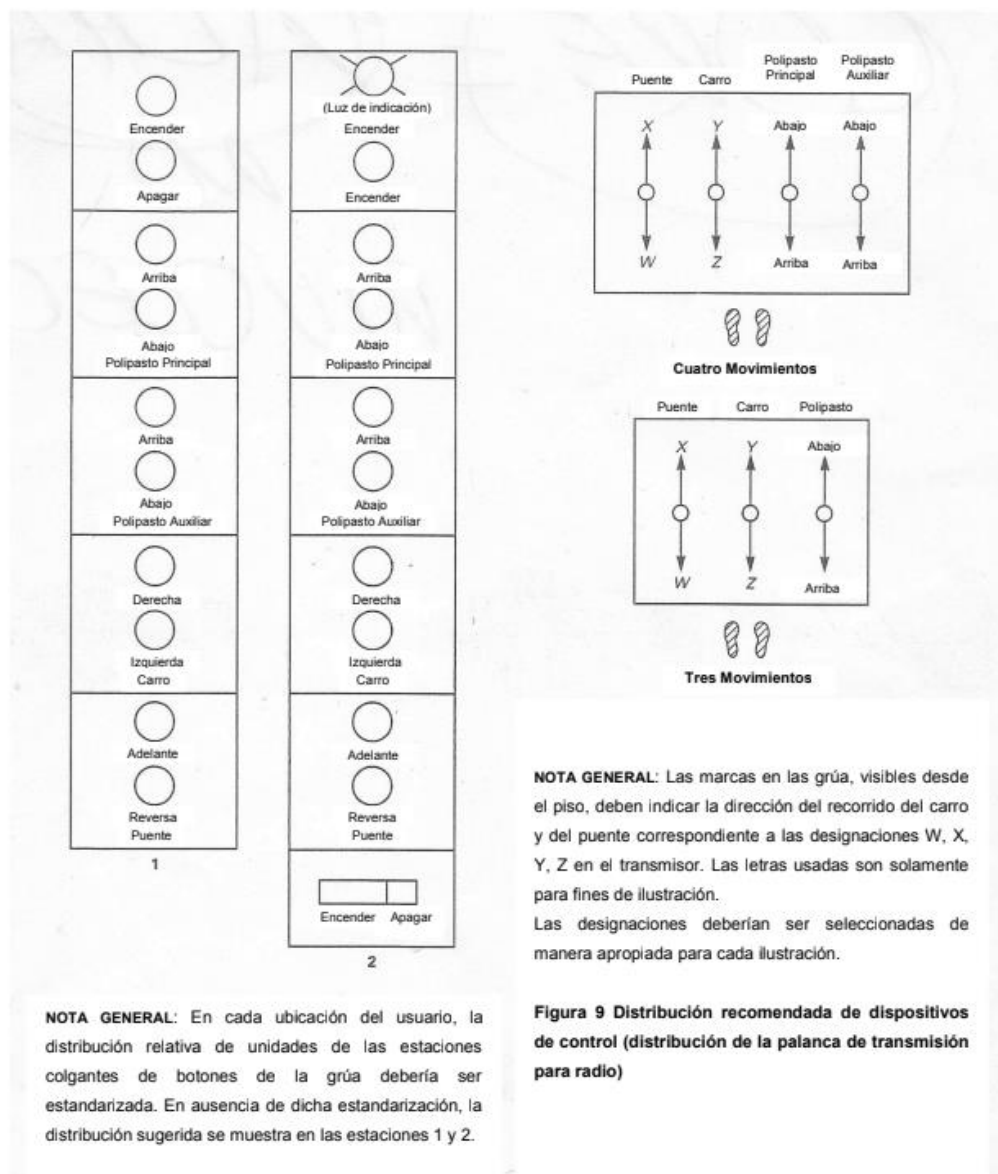 Encender
Apagar
Arriba
Abajo
Polipasto Principal
Arriba
Abajo
Polipasto Auxiliar
Derecha
Izquierda
Carro
Adelante
Reversa
Puente
1
(Luz de indicación)
Encender
Encender
Arriba
Abajo
Polipasto Principal
Arriba
Abajo
Polipasto Auxiliar
Derecha
Izquierda
Carro
Adelante
Reversa
Puente
Encender Apagar
2
NOTA GENERAL: En cada ubicación del usuario, la
distribución relativa de unidades de las estaciones
colgantes de botones de la grúa debería ser
estandarizada. En ausencia de dicha estandarización, la
distribución sugerida se muestra en las estaciones 1 y 2.
Puente Carro Polipasto Principal Polipasto Auxiliar
X Y Abajo Abajo
W Z Arriba Arriba
Cuatro Movimientos
Puente Carro Polipasto
X Y Abajo
W Z Arriba
Tres Movimientos
NOTA GENERAL: Las marcas en las grúa, visibles desde
el piso, deben indicar la dirección del recorrido del carro
y del puente correspondiente a las designaciones W, X,
Y, Z en el transmisor. Las letras usadas son solamente
para fines de ilustración.
Las designaciones deberían ser seleccionadas de
manera apropiada para cada ilustración.
Figura 9 Distribución recomendada de dispositivos
de control (distribución de la palanca de transmisión
para radio)